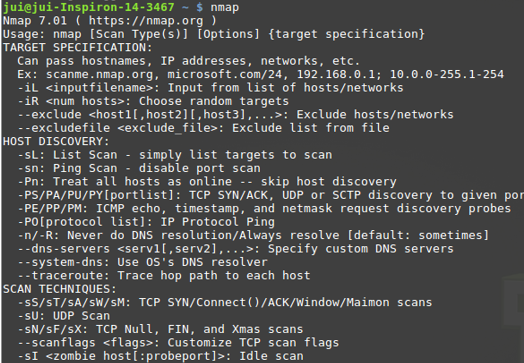 jui@jui-Inspiron-14-3467 ~ $ nmap
Nmap 7.01 ( https://nmap.org )
Usage: nmap [Scan Type(s)] [Options] {target specification}
TARGET SPECIFICATION:
  Can pass hostnames, IP addresses, networks, etc.
  Ex: scanme.nmap.org, microsoft.com/24, 192.168.0.1; 10.0.0-255.1-254
  -iL <inputfilename>: Input from list of hosts/networks
  -iR <num hosts>: Choose random targets
  --exclude <host1[,host2][,host3],...>: Exclude hosts/networks
  --excludefile <exclude_file>: Exclude list from file
HOST DISCOVERY:
  -sL: List Scan - simply list targets to scan
  -sn: Ping Scan - disable port scan
  -Pn: Treat all hosts as online -- skip host discovery
  -PS/PA/PU/PY[portlist]: TCP SYN/ACK, UDP or SCTP discovery to given por
  -PE/PP/PM: ICMP echo, timestamp, and netmask request discovery probes
  -PO[protocol list]: IP Protocol Ping
  -n/-R: Never do DNS resolution/Always resolve [default: sometimes]
  --dns-servers <serv1[,serv2],...>: Specify custom DNS servers
  --system-dns: Use OS's DNS resolver
  --traceroute: Trace hop path to each host
SCAN TECHNIQUES:
  -sS/sT/sA/sW/sM: TCP SYN/Connect()/ACK/Window/Maimon scans
  -sU: UDP Scan
  -sN/sF/sX: TCP Null, FIN, and Xmas scans
  --scanflags <flags>: Customize TCP scan flags
  -sI <zombie host[:probeport]>: Idle scan